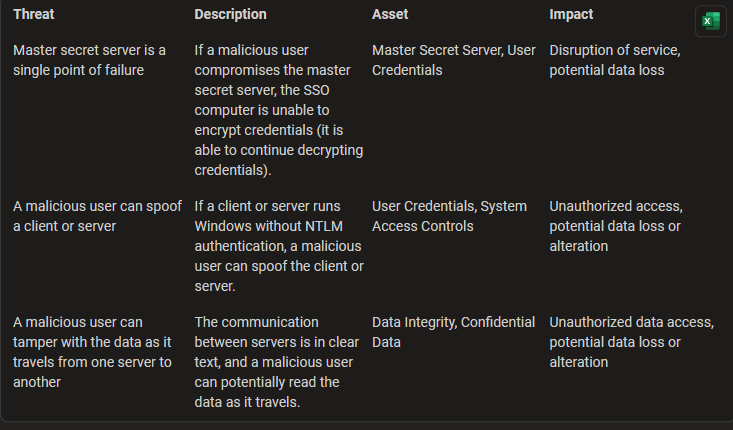 Threat
Description
Asset
Impact
Master secret server is a
single point of failure
If a malicious user
compromises the master
secret server, the SSO
computer is unable to
encrypt credentials (it is
able to continue decrypting
credentials).
Master Secret Server, User
Credentials
Disruption of service,
potential data loss
A malicious user can spoof
a client or server
If a client or server runs
Windows without NTLM
authentication, a malicious
user can spoof the client or
server.
User Credentials, System
Access Controls
Unauthorized access,
potential data loss or
alteration
A malicious user can
tamper with the data as it
travels from one server to
another
The communication
between servers is in clear
text, and a malicious user
can potentially read the
data as it travels.
Data Integrity, Confidential
Data
Unauthorized data access,
potential data loss or
alteration